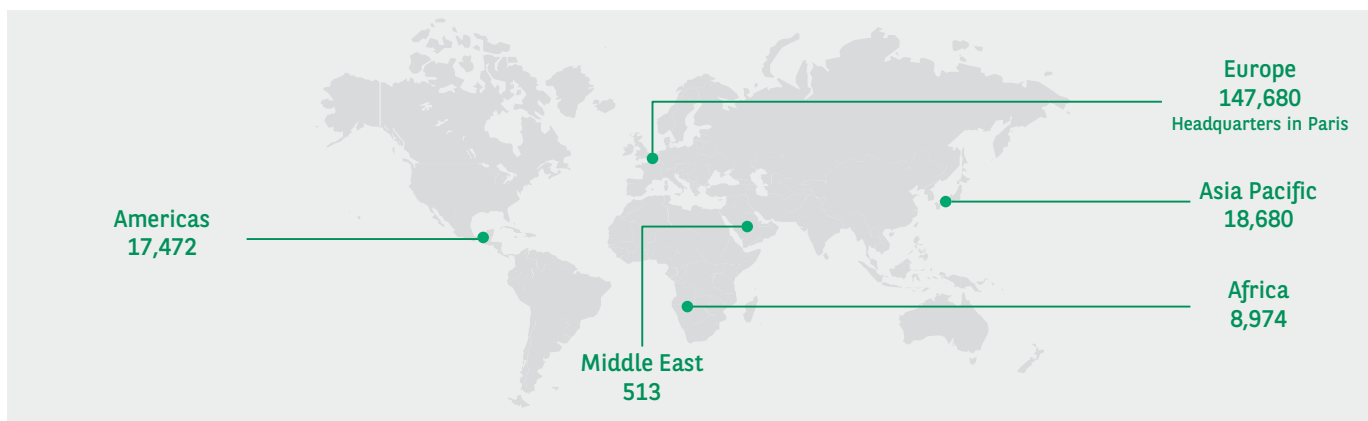 Europe
147,680
Headquarters in Paris
Asia Pacific
18,680
Americas
17,472
Africa
8,974
Middle East
513